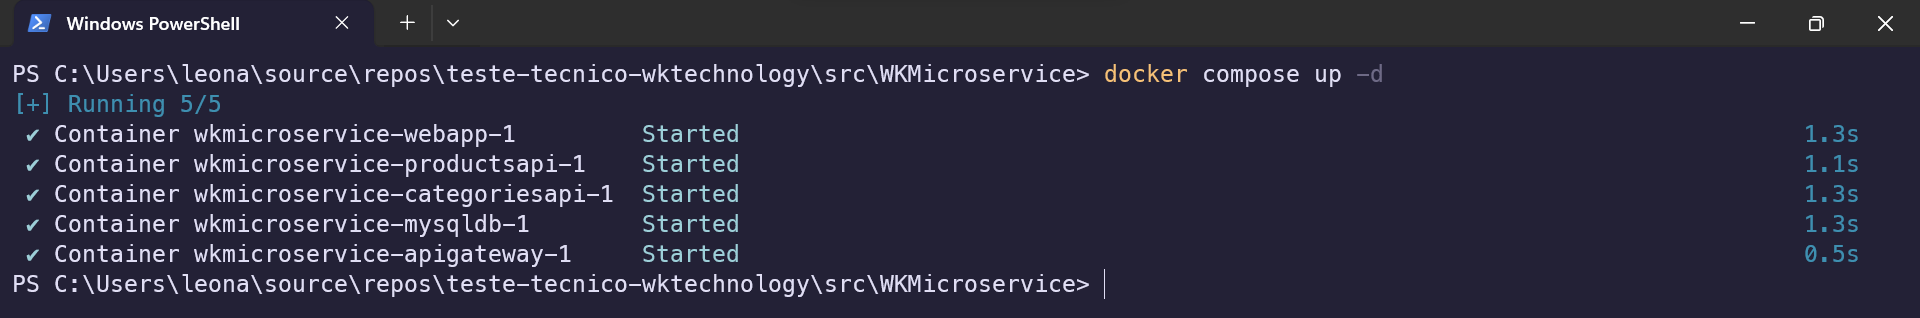 Windows PowerShell
PS C:\Users\leona\source\repos\teste-tecnico-wktechnology\src\WKMicroservice> docker compose up -d
[+] Running 5/5
✔ Container wkmicroservice-webapp-1 Started 1.3s
✔ Container wkmicroservice-productsapi-1 Started 1.1s
✔ Container wkmicroservice-categoriesapi-1 Started 1.3s
✔ Container wkmicroservice-mysqldb-1 Started 1.3s
✔ Container wkmicroservice-apigateway-1 Started 0.5s
PS C:\Users\leona\source\repos\teste-tecnico-wktechnology\src\WKMicroservice>